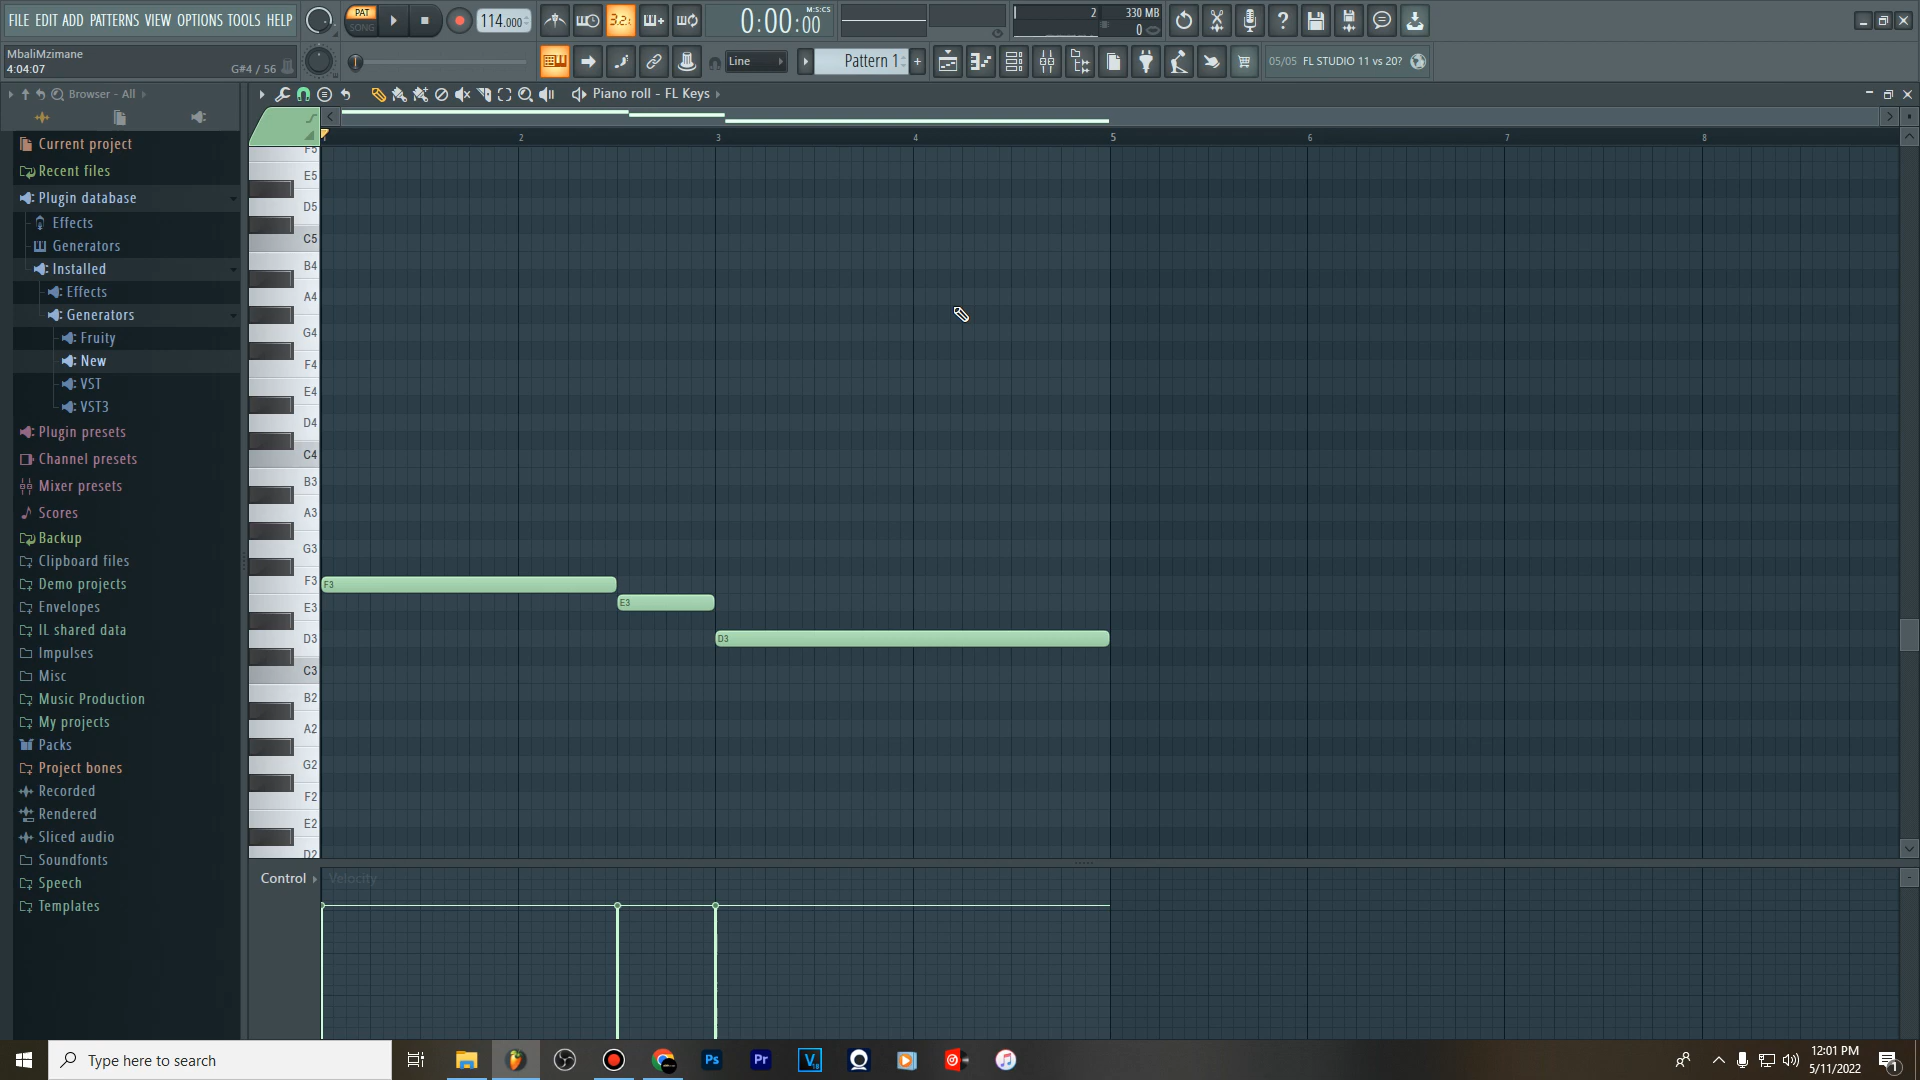 FILE EDIT ADD PATTERNS VIEW OPTIONS TOOLS HELP
PAT
SONG
114.000
3.2.
0:00:00
M:S:CS
2
330 MB
0
MbaliMzimane
4:04:07
G#4 / 56
Line
Pattern 1
+
05/05 FL STUDIO 11 vs 20?
Browser - All
Piano roll - FL Keys
Current project
Recent files
Plugin database
Effects
Generators
Installed
Effects
Generators
Fruity
New
VST
VST3
Plugin presets
Channel presets
Mixer presets
Scores
Backup
Clipboard files
Demo projects
Envelopes
IL shared data
Impulses
Misc
Music Production
My projects
Packs
Project bones
Recorded
Rendered
Sliced audio
Soundfonts
Speech
Templates
2 3 4 5 6 7 8
F5
E5
D5
C5
B4
A4
G4
F4
E4
D4
C4
B3
A3
G3
F3
E3
D3
C3
B2
A2
G2
F2
E2
D2
F3
E3
D3
Control
Velocity
Type here to search
Ps
Pr
V
18
12:01 PM
5/11/2022
1